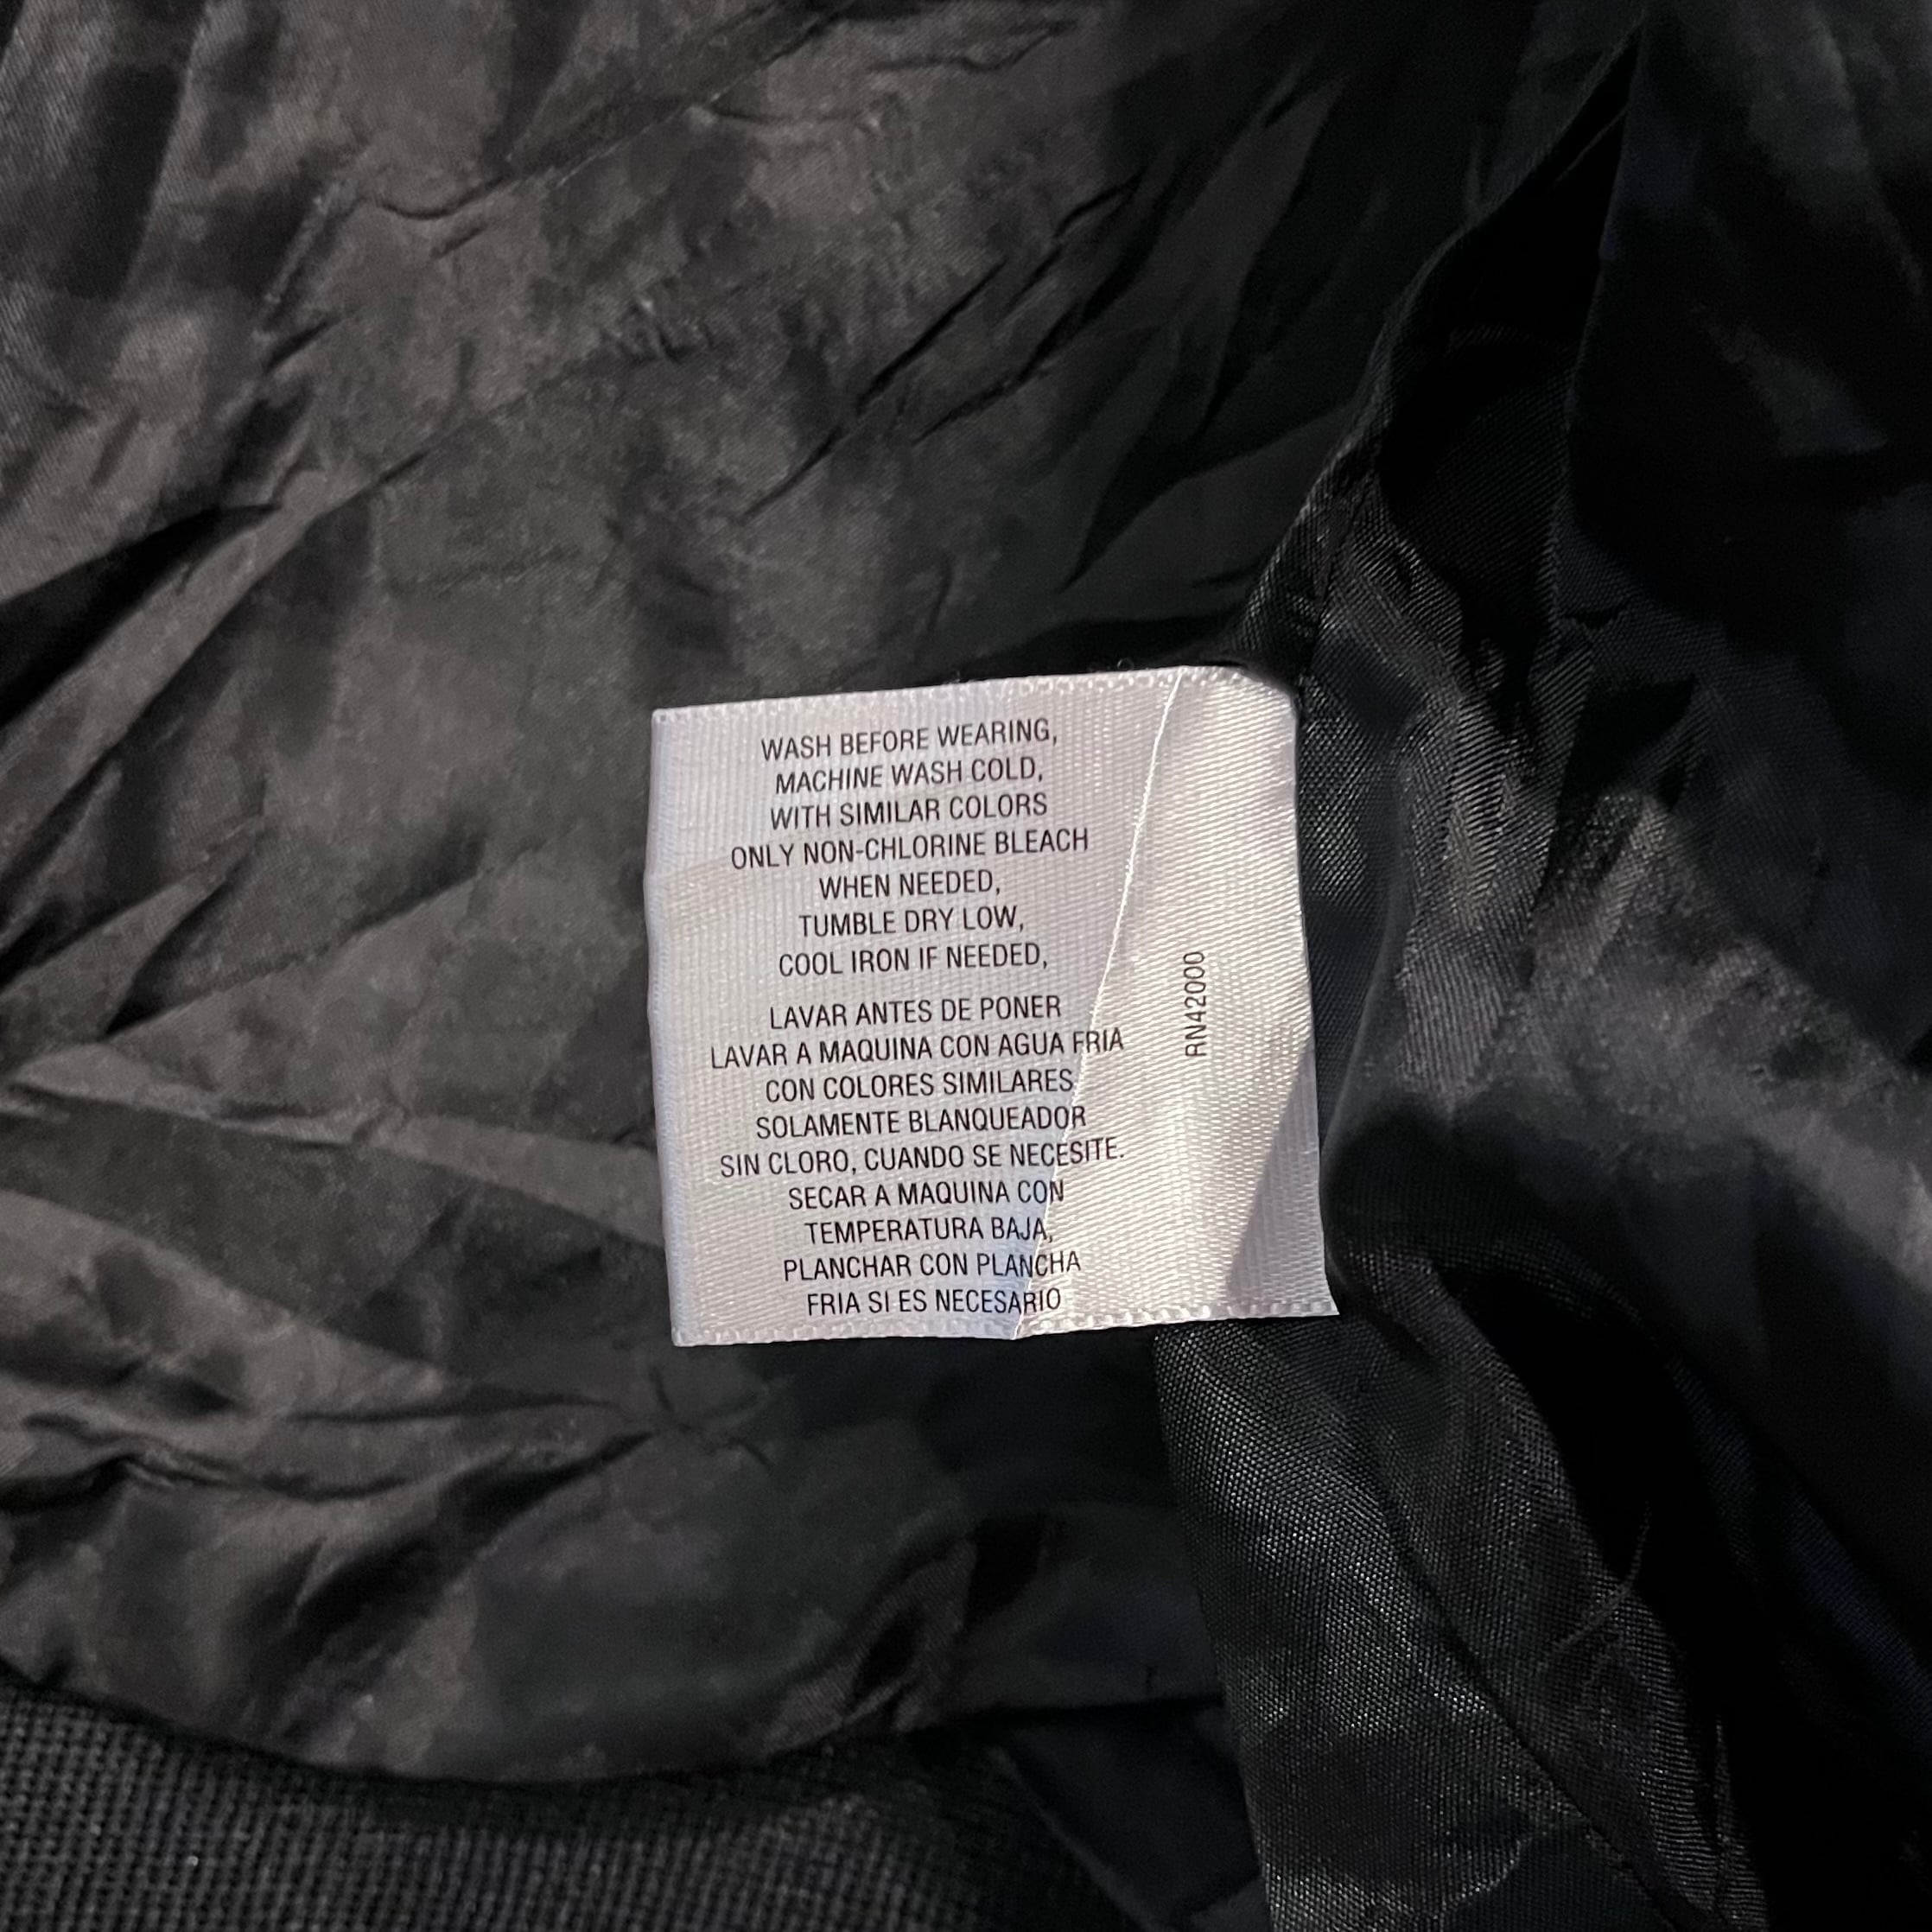 WASH BEFORE WEARING,
MACHINE WASH COLD,
WITH SIMILAR COLORS
ONLY NON-CHLORINE BLEACH
WHEN NEEDED,
TUMBLE DRY LOW,
COOL IRON IF NEEDED,
LAVAR ANTES DE PONER
LAVAR A MAQUINA CON AGUA FRIA
CON COLORES SIMILARES
SOLAMENTE BLANQUEADOR
SIN CLORO, CUANDO SE NECESITE.
SECAR A MAQUINA CON
TEMPERATURA BAJA,
PLANCHAR CON PLANCHA
FRIA SI ES NECESARIO
RN42000